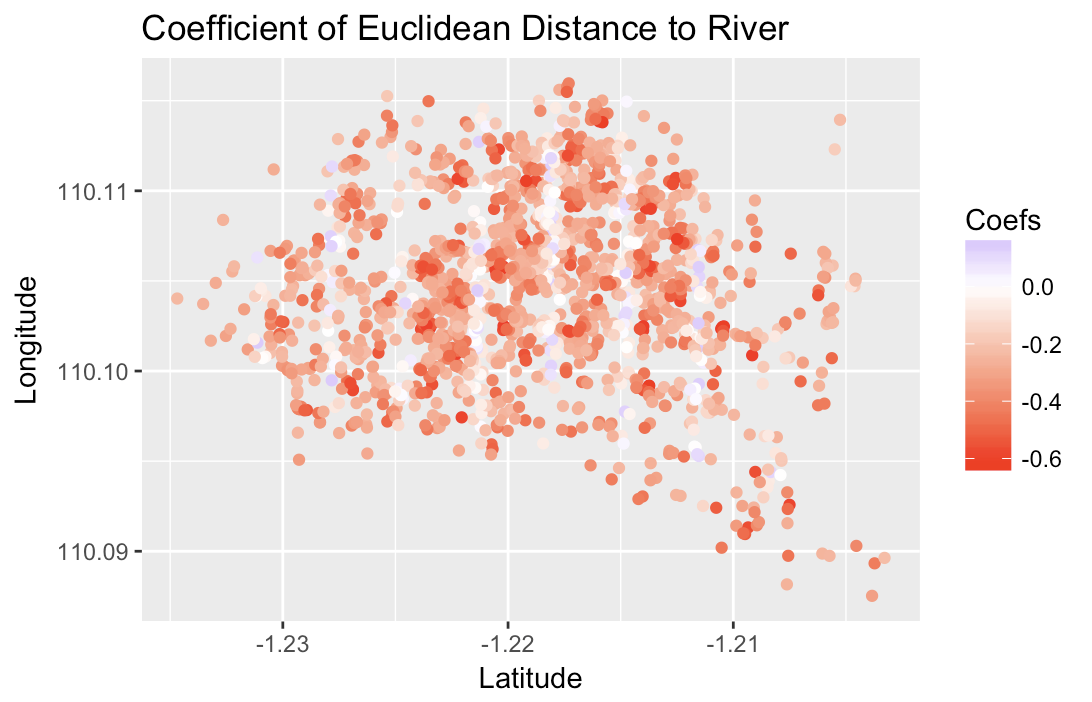 Coefficient of Euclidean Distance to River
Longitude
110.11
110.10
110.09
-1.23
-1.22
-1.21
Latitude
Coefs
0.0
-0.2
-0.4
-0.6